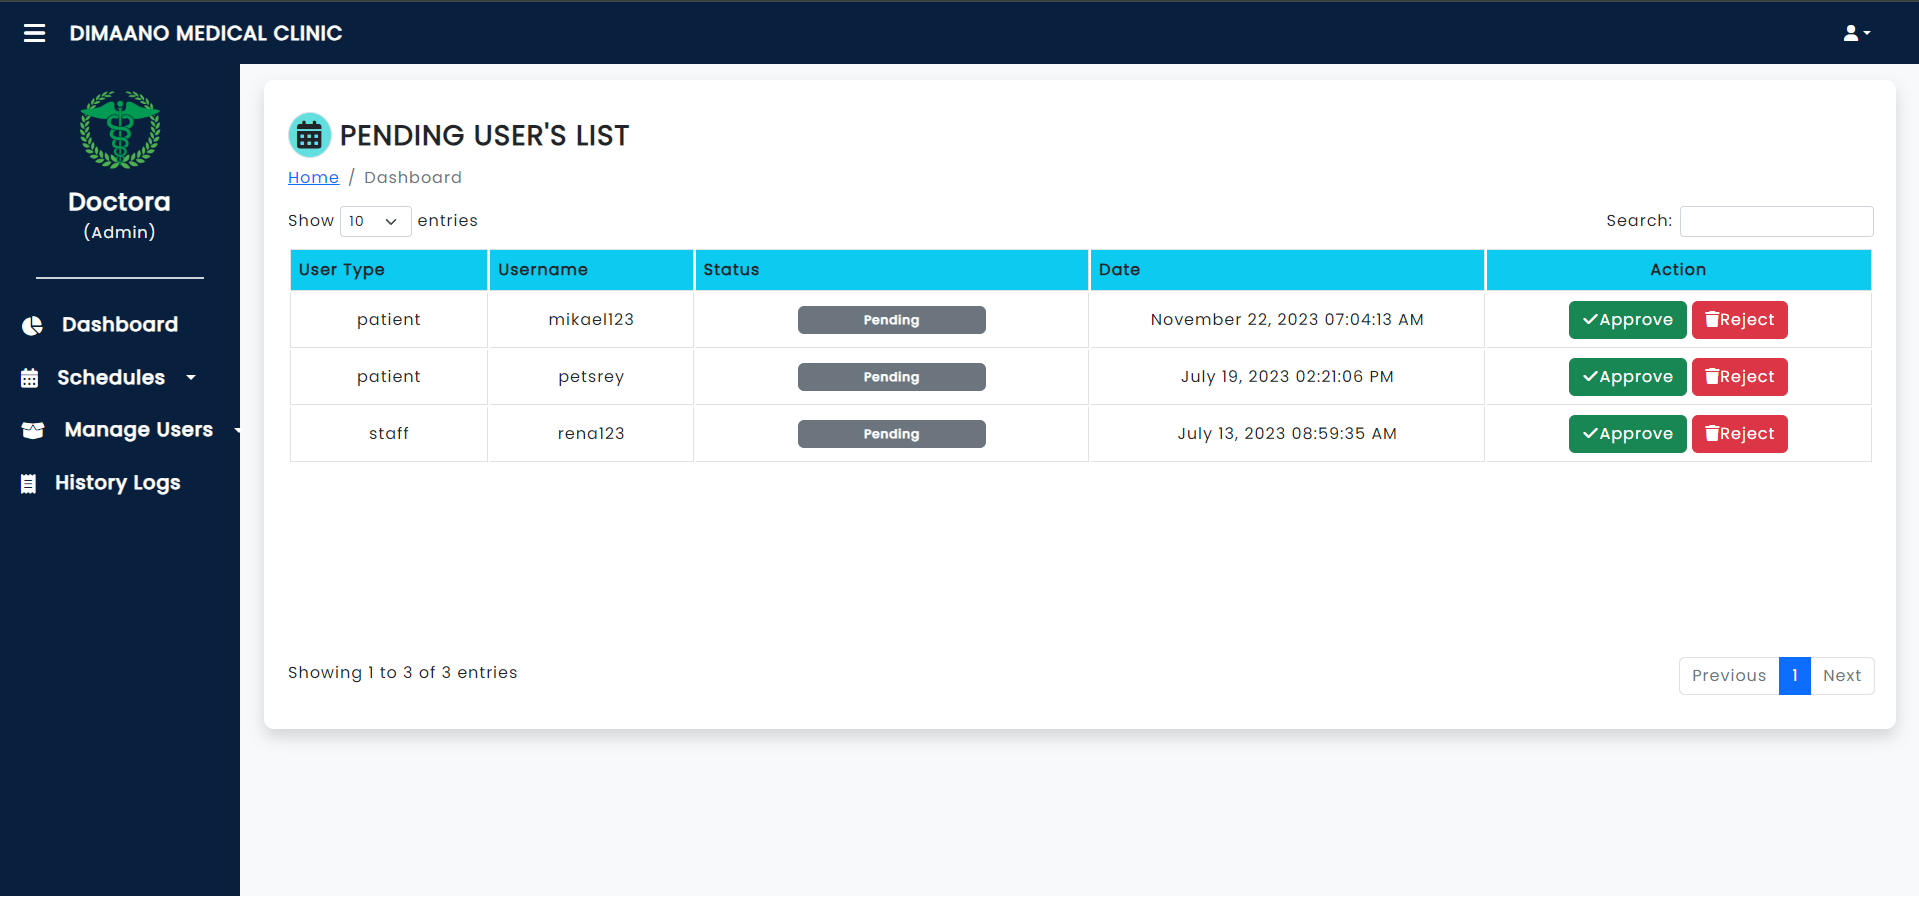 DIMAANO MEDICAL CLINIC
Doctora
(Admin)
Dashboard
Schedules
Manage Users
History Logs
PENDING USER'S LIST
Home / Dashboard
Show 10 entries
Search:
User Type Username Status Date Action
patient mikael123 Pending November 22, 2023 07:04:13 AM Approve Reject
patient petsrey Pending July 19, 2023 02:21:06 PM Approve Reject
staff rena123 Pending July 13, 2023 08:59:35 AM Approve Reject
Showing 1 to 3 of 3 entries
Previous 1 Next